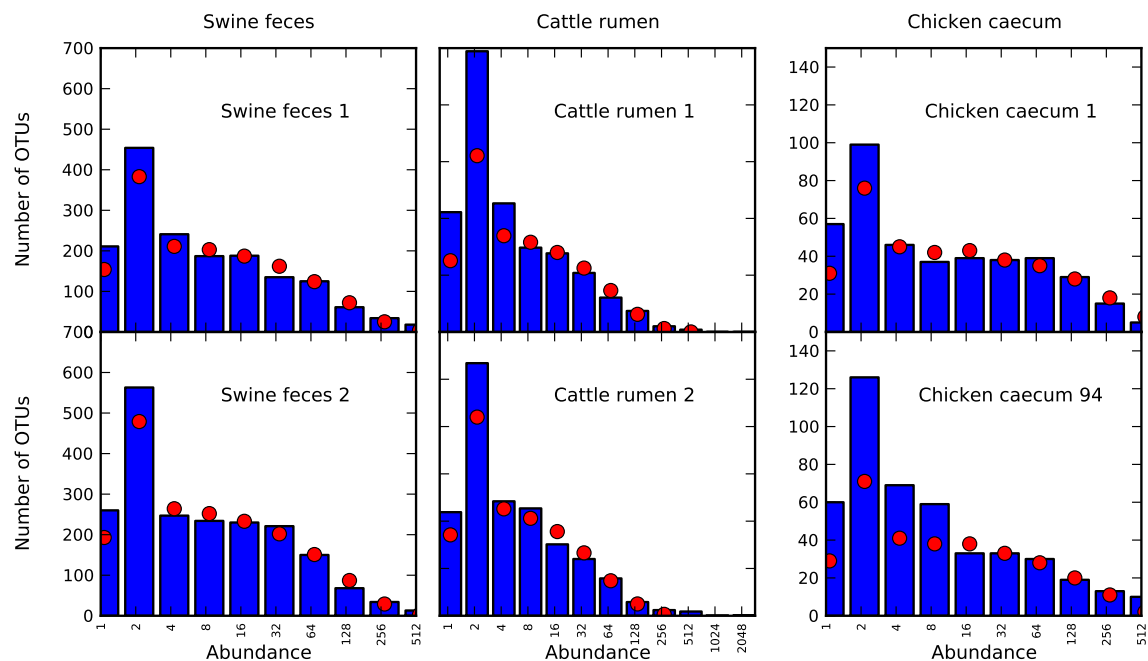 Swine feces Cattle rumen Chicken caecum
700
600
500
400
300
200
100
0
Number of OTUs
Swine feces 1
Cattle rumen 1
140
120
100
80
60
40
20
0
Chicken caecum 1
700
600
500
400
300
200
100
0
Number of OTUs
Swine feces 2
Cattle rumen 2
140
120
100
80
60
40
20
0
Chicken caecum 94
1 2 4 8 16 32 64 128 256 512
1 2 4 8 16 32 64 128 256 512 1024 2048
1 2 4 8 16 32 64 128 256 512
Abundance Abundance Abundance